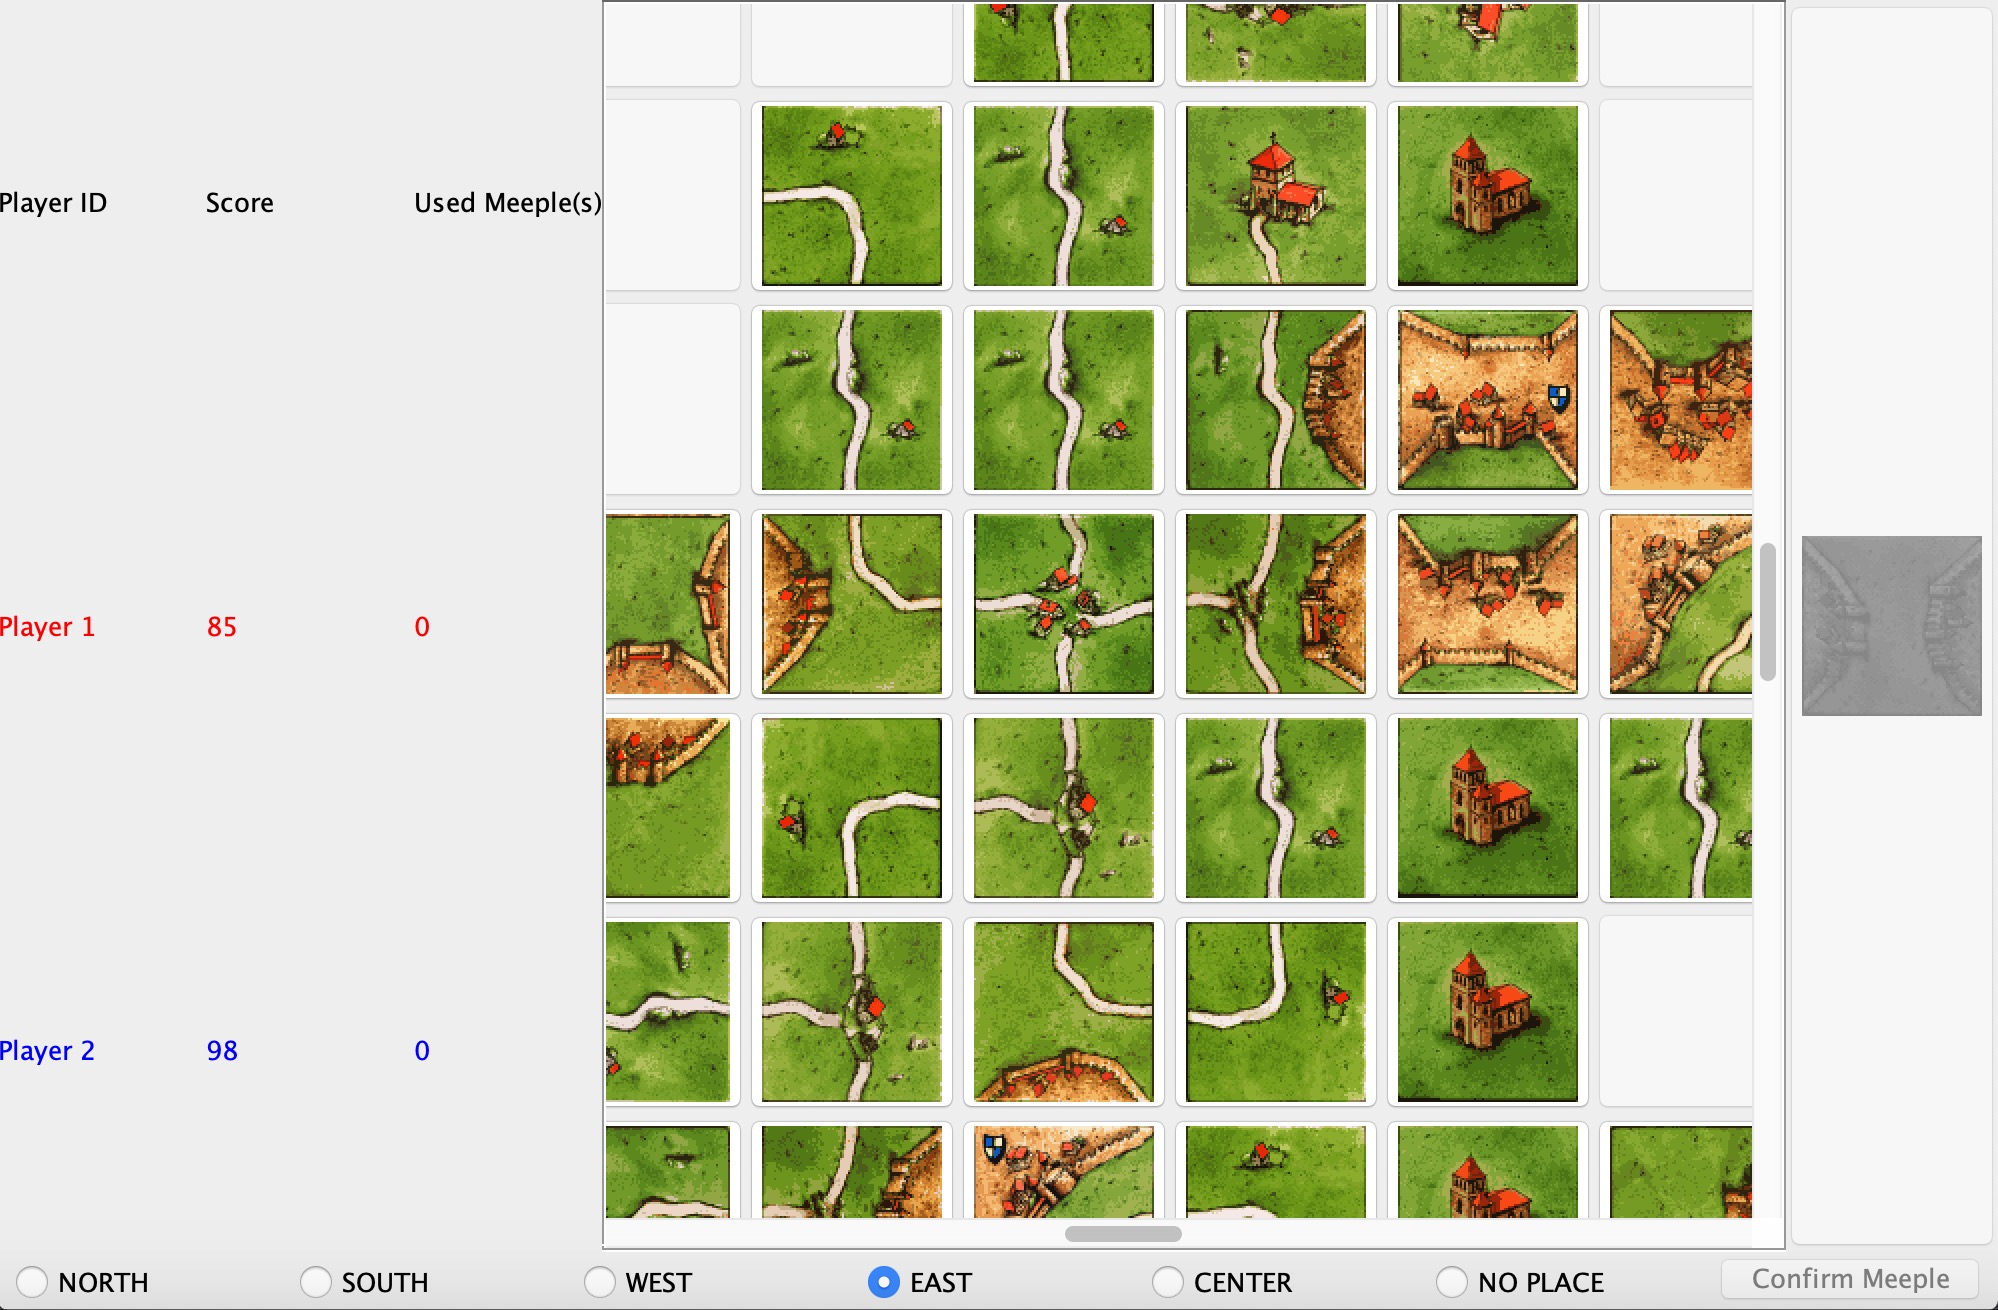 Player ID Score Used Meeple(s)
Player 1 85 0
Player 2 98 0
NORTH SOUTH WEST EAST CENTER NO PLACE Confirm Meeple